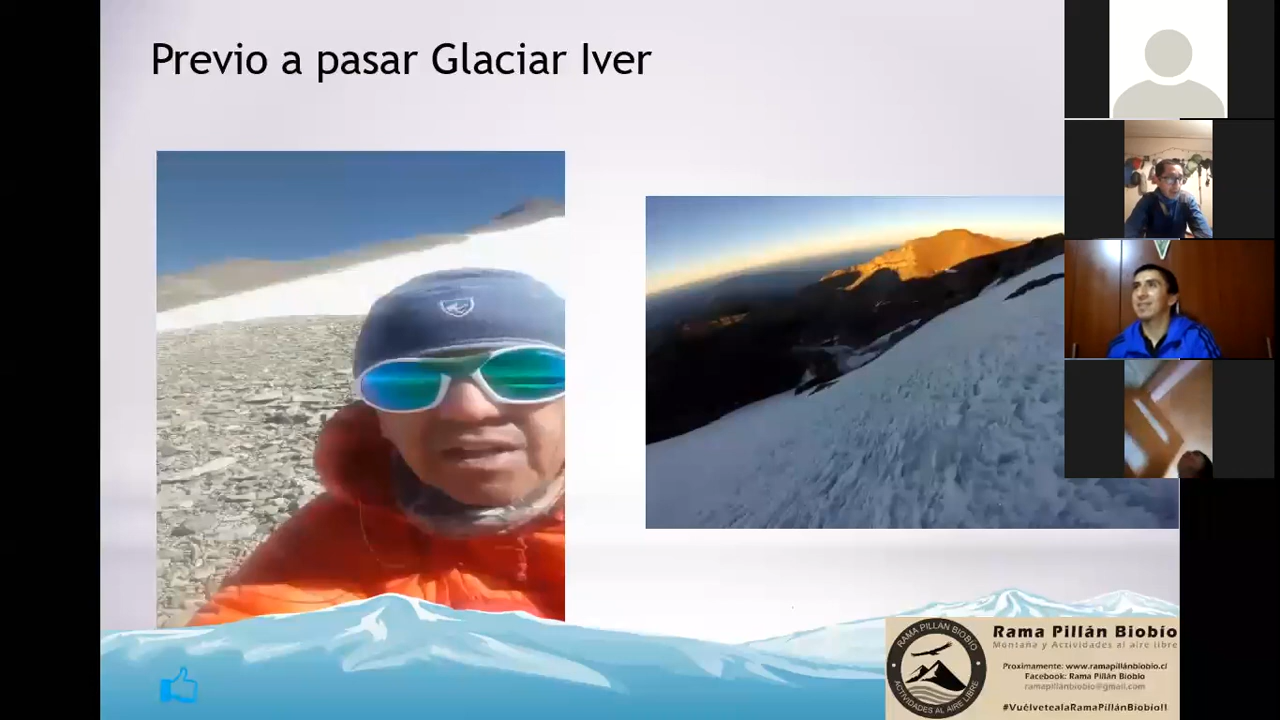 Previo a pasar Glaciar Iver
RAMA PILLÁN BIOBÍO
ACTIVIDADES AL AIRE LIBRE
Rama Pillán Biobío
Montaña y Actividades al aire libre
Proximamente: www.ramapillánbiobio.cl
Facebook: Rama Pillán Biobio
ramapillanbiobio@gmail.com
#VuélvetealaRamaPillánBiobio!!